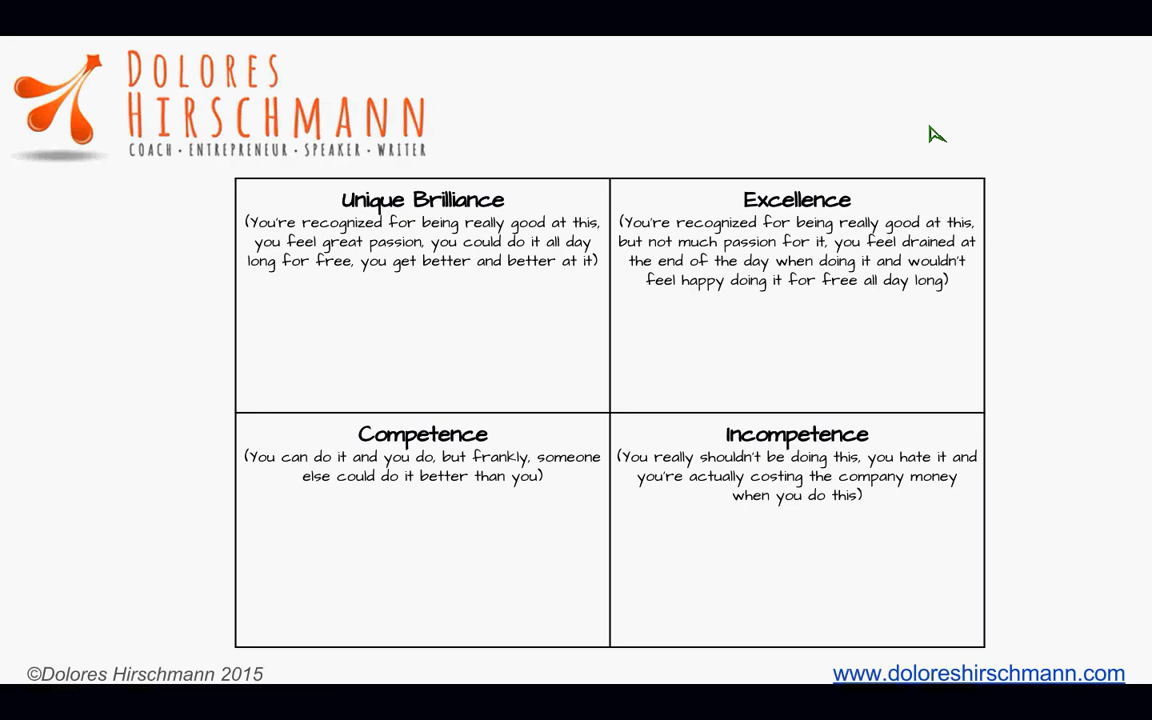 DOLORES
HIRSCHMANN
COACH · ENTREPRENEUR · SPEAKER · WRITER
Unique Brilliance
(You're recognized for being really good at this,
you feel great passion, you could do it all day
long for free, you get better and better at it)
Excellence
(You're recognized for being really good at this,
but not much passion for it, you feel drained at
the end of the day when doing it and wouldn't
feel happy doing it for free all day long)
Competence
(You can do it and you do, but frankly, someone
else could do it better than you)
Incompetence
(You really shouldn't be doing this, you hate it and
you're actually costing the company money
when you do this)
©Dolores Hirschmann 2015
www.doloreshirschmann.com